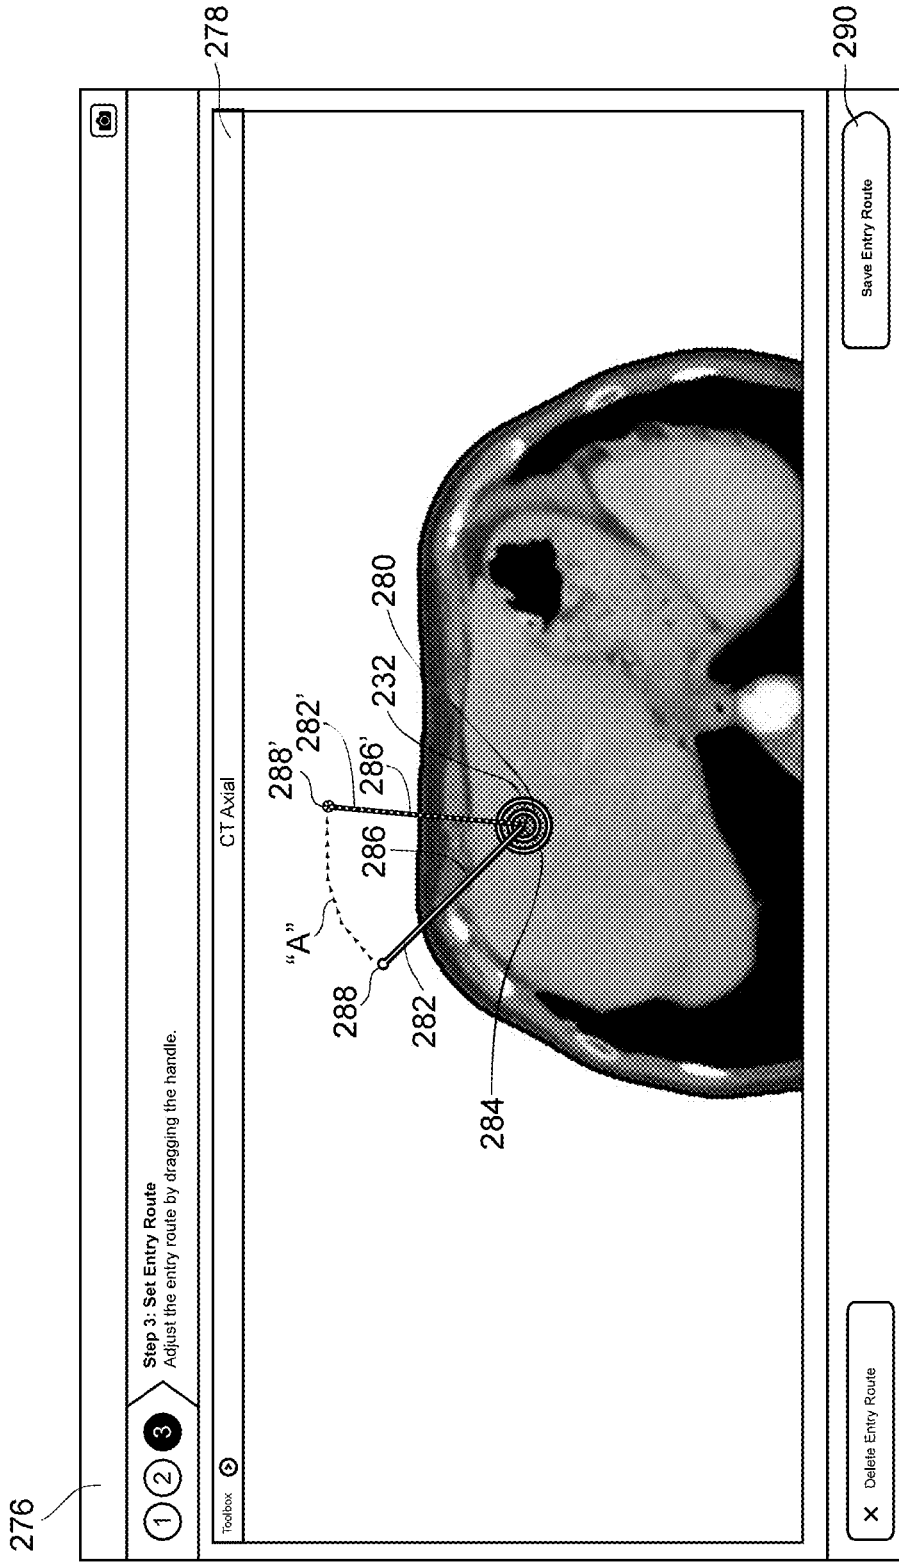 276
278
1 2 3
Step 3: Set Entry Route
Adjust the entry route by dragging the handle.
Toolbox
CT Axial
288'
"A"
282'
232
280
288
286
286'
282
284
X Delete Entry Route
Save Entry Route
290